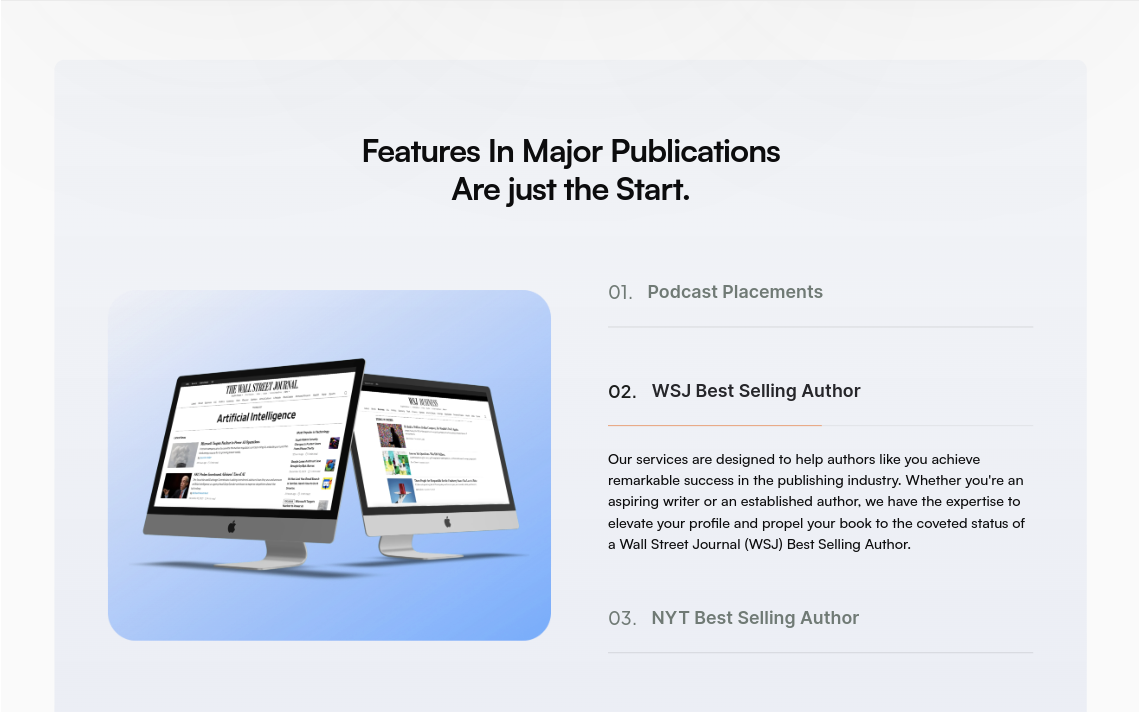 Features In Major Publications
Are just the Start.
01. Podcast Placements
02. WSJ Best Selling Author
Our services are designed to help authors like you achieve
remarkable success in the publishing industry. Whether you're an
aspiring writer or an established author, we have the expertise to
elevate your profile and propel your book to the coveted status of
a Wall Street Journal (WSJ) Best Selling Author.
03. NYT Best Selling Author
THE WALL STREET JOURNAL
Artificial Intelligence
WSJ BUSINESS